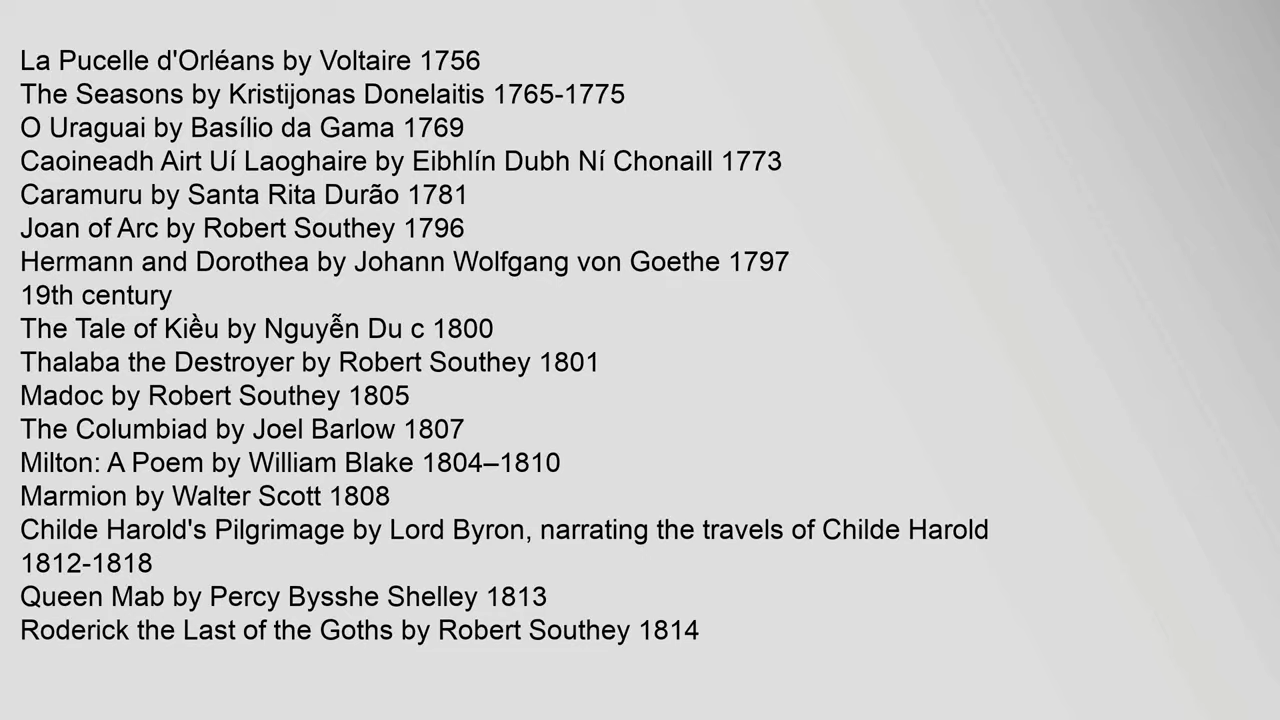 La Pucelle d'Orléans by Voltaire 1756
The Seasons by Kristijonas Donelaitis 1765-1775
O Uraguai by Basílio da Gama 1769
Caoineadh Airt Uí Laoghaire by Eibhlín Dubh Ní Chonaill 1773
Caramuru by Santa Rita Durão 1781
Joan of Arc by Robert Southey 1796
Hermann and Dorothea by Johann Wolfgang von Goethe 1797
19th century
The Tale of Kiều by Nguyễn Du c 1800
Thalaba the Destroyer by Robert Southey 1801
Madoc by Robert Southey 1805
The Columbiad by Joel Barlow 1807
Milton: A Poem by William Blake 1804–1810
Marmion by Walter Scott 1808
Childe Harold's Pilgrimage by Lord Byron, narrating the travels of Childe Harold
1812-1818
Queen Mab by Percy Bysshe Shelley 1813
Roderick the Last of the Goths by Robert Southey 1814